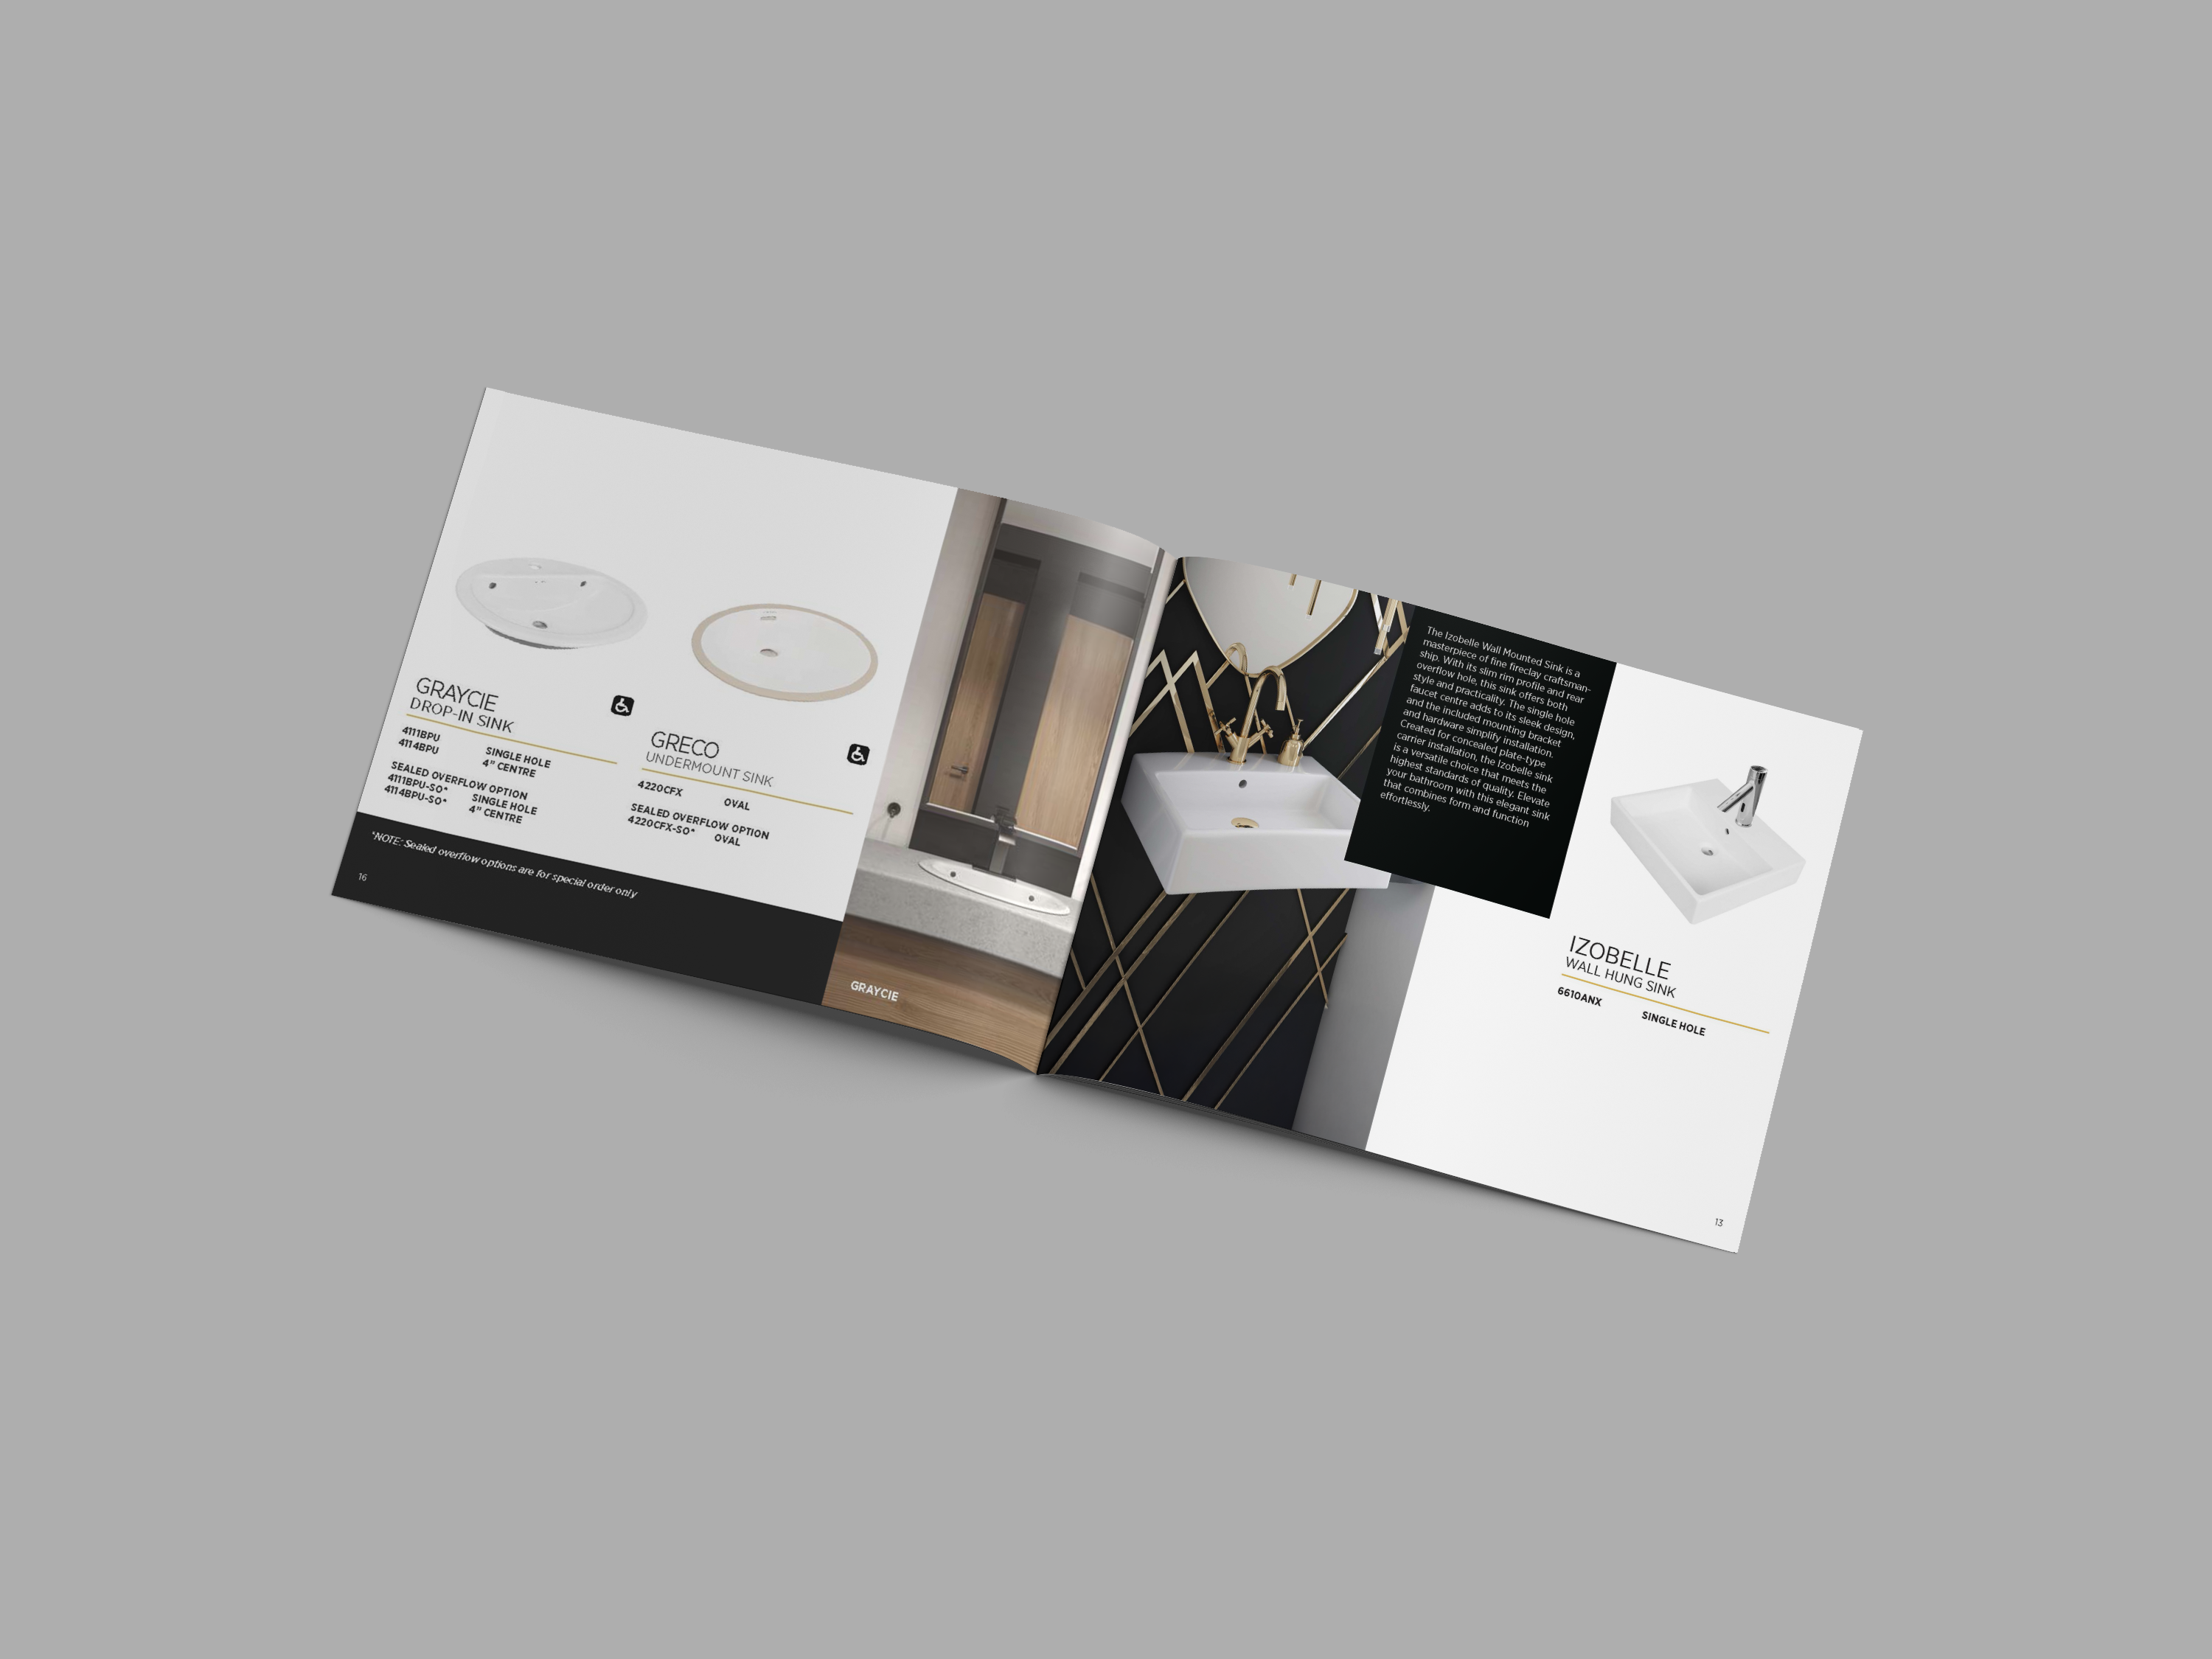 GRAYCIE
DROP-IN SINK
4111BPU SINGLE HOLE
4114BPU 4" CENTRE
SEALED OVERFLOW OPTION
4111BPU-SO* SINGLE HOLE
4114BPU-SO* 4" CENTRE
GRECO
UNDERMOUNT SINK
4220CFX OVAL
SEALED OVERFLOW OPTION
4220CFX-SO* OVAL
*NOTE: Sealed overflow options are for special order only
16
GRAYCIE
The Izobelle Wall Mounted Sink is a
masterpiece of fine fireclay craftsman-
ship. With its slim rim profile and rear
overflow hole, this sink offers both
style and practicality. The single hole
faucet centre adds to its sleek design,
and the included mounting bracket
and hardware simplify installation.
Created for concealed plate-type
carrier installation, the Izobelle sink
is a versatile choice that meets the
highest standards of quality. Elevate
your bathroom with this elegant sink
that combines form and function
effortlessly.
IZOBELLE
WALL HUNG SINK
6610ANX SINGLE HOLE
13